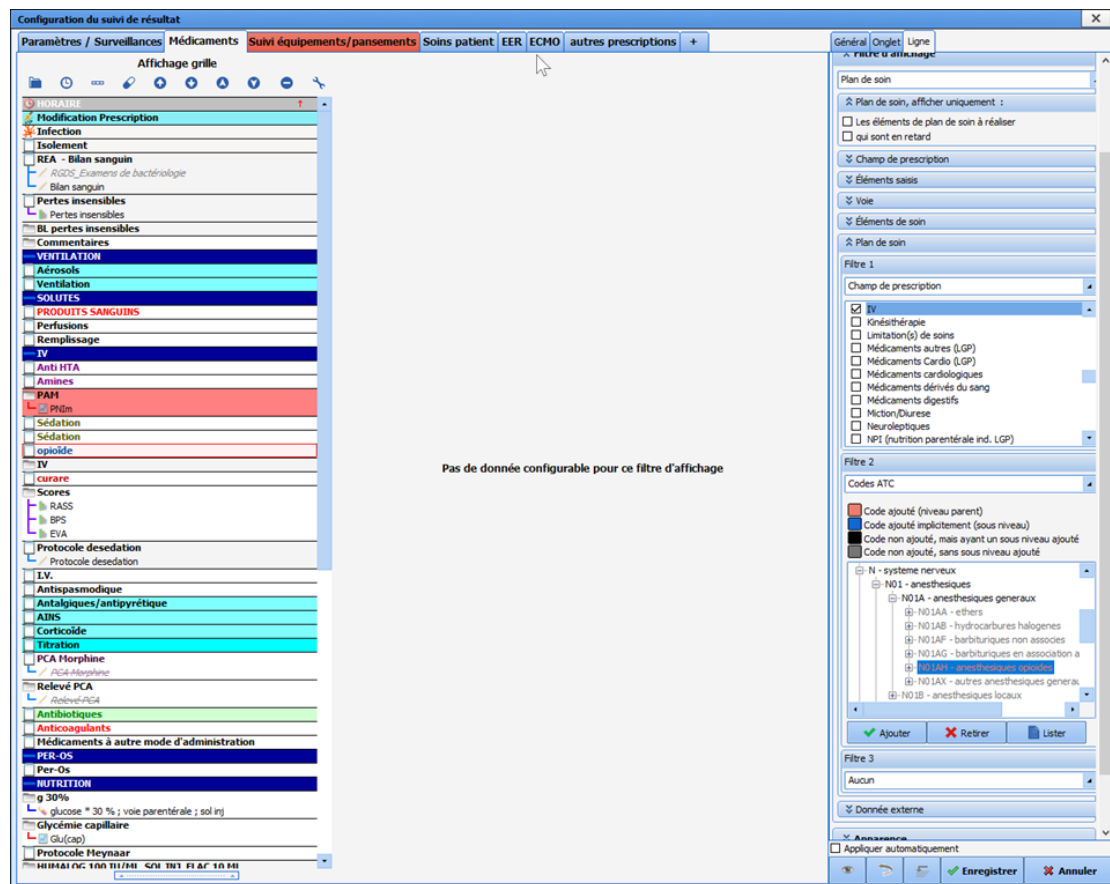 Configuration du suivi de résultat
Paramètres / Surveillances Médicaments Suivi équipements/pansements Soins patient EER ECMO autres prescriptions +
Affichage grille
HORAIRE
Modification Prescription
Infection
Isolement
REA - Bilan sanguin
RGDS_Examens de bactériologie
Bilan sanguin
Pertes insensibles
Pertes insensibles
BL pertes insensibles
Commentaires
VENTILATION
Aérosols
Ventilation
SOLUTES
PRODUITS SANGUINS
Perfusions
Remplissage
IV
Anti HTA
Amines
PAM
PNIm
Sédation
Sédation
opioïde
IV
curare
Scores
RASS
BPS
EVA
Protocole desedation
Protocole desedation
I.V.
Antispasmodique
Antalgiques/antipyrétique
AINS
Corticoïde
Titration
PCA Morphine
PCA Morphine
Relevé PCA
Relevé PCA
Antibiotiques
Anticoagulants
Médicaments à autre mode d'administration
PER-OS
Per-Os
NUTRITION
g 30%
glucose * 30 % ; voie parentérale ; sol inj
Glycémie capillaire
Glu(cap)
Protocole Meynaar
HUMALOG 100 UI/ML SOL INJ FLAC 10 ML
Pas de donnée configurable pour ce filtre d'affichage
Général Onglet Ligne
Filtre d'affichage
Plan de soin
Plan de soin, afficher uniquement :
Les éléments de plan de soin à réaliser
qui sont en retard
Champ de prescription
Éléments saisis
Voie
Éléments de soin
Plan de soin
Filtre 1
Champ de prescription
IV
Kinésithérapie
Limitation(s) de soins
Médicaments autres (LGP)
Médicaments Cardio (LGP)
Médicaments cardiologiques
Médicaments dérivés du sang
Médicaments digestifs
Miction/Diurese
Neuroleptiques
NPI (nutrition parentérale ind. LGP)
Filtre 2
Codes ATC
Code ajouté (niveau parent)
Code ajouté implicitement (sous niveau)
Code non ajouté, mais ayant un sous niveau ajouté
Code non ajouté, sans sous niveau ajouté
N - systeme nerveux
N01 - anesthesiques
N01A - anesthesiques generaux
N01AA - ethers
N01AB - hydrocarbures halogenes
N01AF - barbituriques non associes
N01AG - barbituriques en association a
N01AH - anesthesiques opioides
N01AX - autres anesthesiques generau
N01B - anesthesiques locaux
Ajouter Retirer Lister
Filtre 3
Aucun
Donnée externe
Apparence
Appliquer automatiquement
Enregistrer Annuler